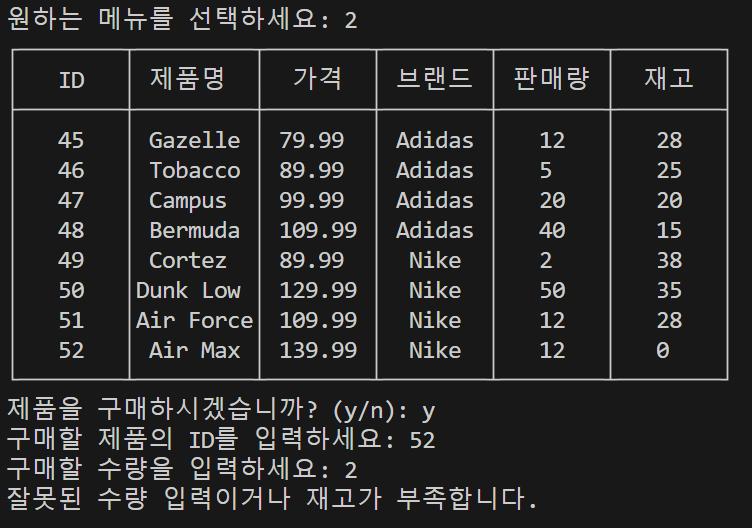 원하는 메뉴를 선택하세요: 2
ID 제품명 가격 브랜드 판매량 재고
45 Gazelle 79.99 Adidas 12 28
46 Tobacco 89.99 Adidas 5 25
47 Campus 99.99 Adidas 20 20
48 Bermuda 109.99 Adidas 40 15
49 Cortez 89.99 Nike 2 38
50 Dunk Low 129.99 Nike 50 35
51 Air Force 109.99 Nike 12 28
52 Air Max 139.99 Nike 12 0
제품을 구매하시겠습니까? (y/n): y
구매할 제품의 ID를 입력하세요: 52
구매할 수량을 입력하세요: 2
잘못된 수량 입력이거나 재고가 부족합니다.